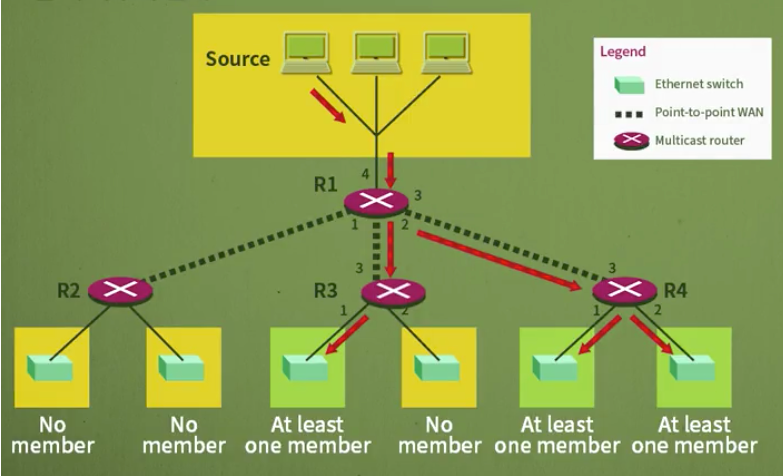 Source
Legend
Ethernet switch
Point-to-point WAN
Multicast router
4
R1
3
1
2
3
3
R2
R3
R4
1
2
1
2
No
member
No
member
At least
one member
No
member
At least
one member
At least
one member